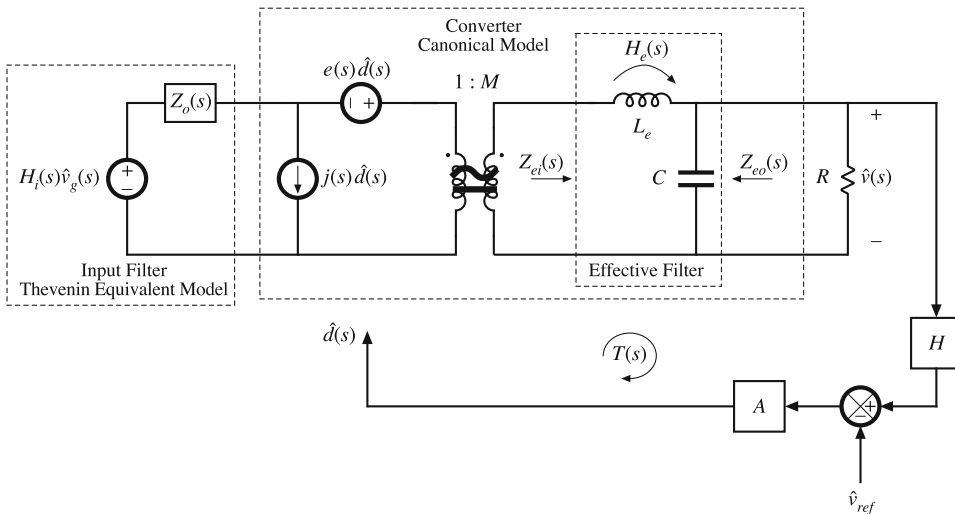 Converter
Canonical Model
H_e(s)
e(s) d̂(s)
1 : M
Z_o(s)
− +
L_e
+
+
−
H_i(s)v̂_g(s)
j(s) d̂(s)
Z_ei(s)
C
Z_eo(s)
R
v̂(s)
−
Input Filter
Thevenin Equivalent Model
Effective Filter
d̂(s)
T(s)
H
A
+
−
v̂_ref